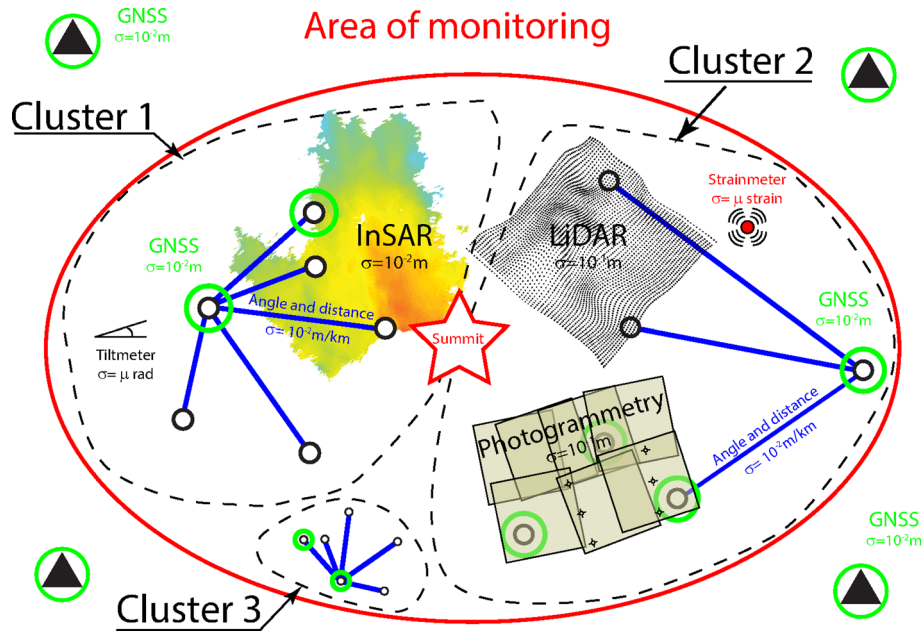 GNSS
σ=10⁻²m
Area of monitoring
Cluster 2
Cluster 1
Strainmeter
σ= μ strain
InSAR
σ=10⁻²m
LiDAR
σ=10⁻¹m
GNSS
σ=10⁻²m
GNSS
σ=10⁻²m
Angle and distance
σ= 10⁻²m/km
Summit
Tiltmeter
σ= μ rad
Photogrammetry
σ=10⁻¹m
Angle and distance
σ= 10⁻²m/km
GNSS
σ=10⁻²m
Cluster 3